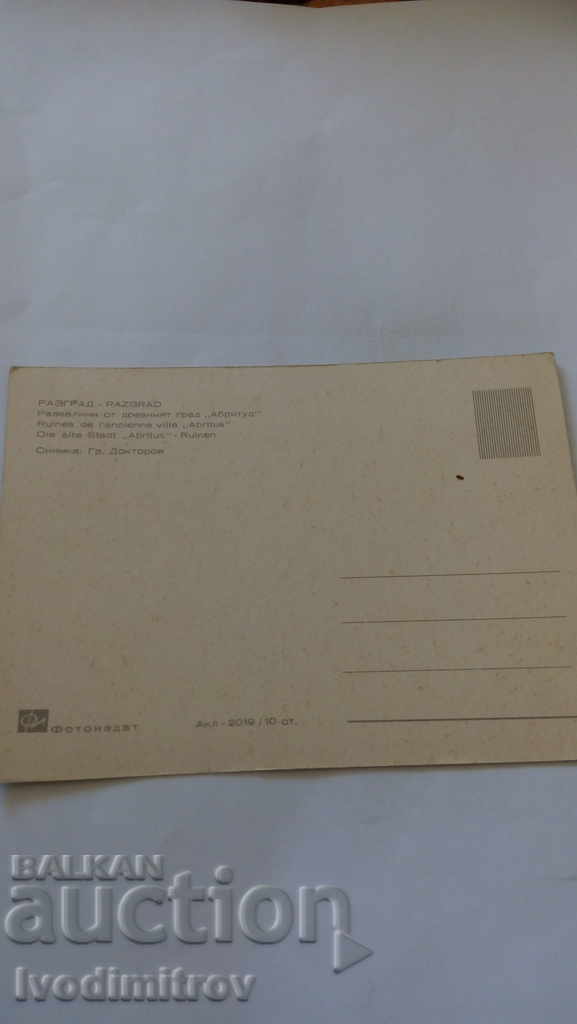 РАЗГРАД - RAZGRAD
Развалини от древният град „Абритус"
Ruines de l'ancienne ville „Abritus"
Die alte Stadt „Abritus" - Ruinen
Снимка: Гр. Докторов
Фотоиздат
Акл - 2019 / 10 ст.
BALKAN
auction
Ivodimitrov